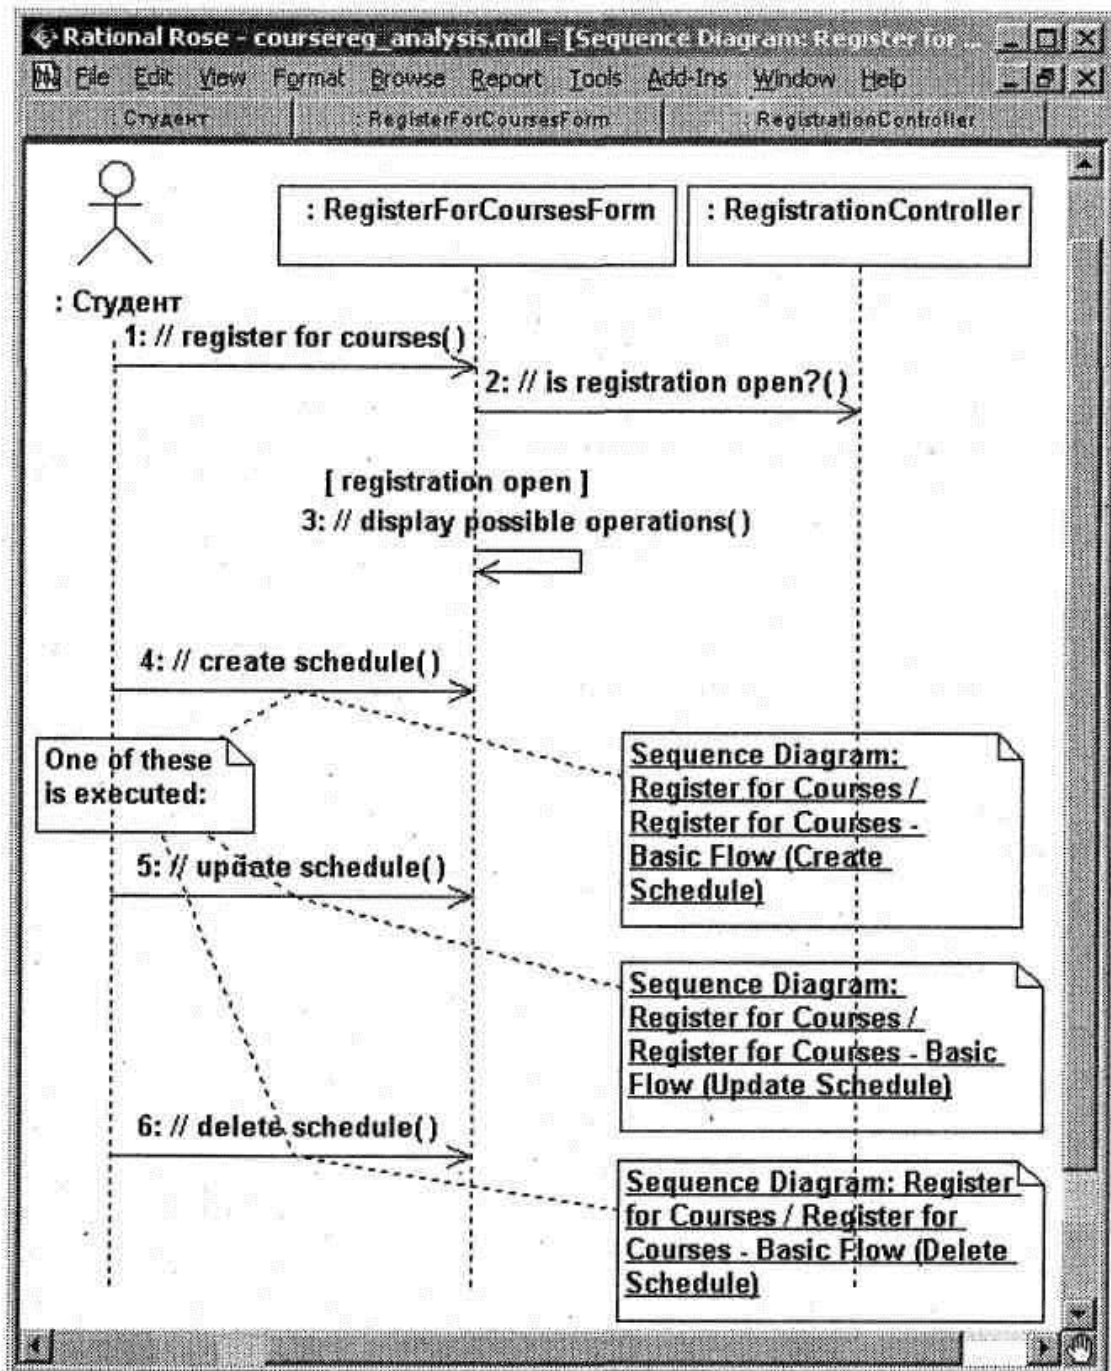 Rational Rose - coursereg_analysis.mdl - [Sequence Diagram: Register for ...
File Edit View Format Browse Report Tools Add-Ins Window Help
: Студент : RegisterForCoursesForm : RegistrationController
: RegisterForCoursesForm
: RegistrationController
: Студент
1: // register for courses( )
2: // is registration open?( )
[ registration open ]
3: // display possible operations( )
4: // create schedule( )
One of these
is executed:
Sequence Diagram:
Register for Courses /
Register for Courses -
Basic Flow (Create
Schedule)
5: // update schedule( )
Sequence Diagram:
Register for Courses /
Register for Courses - Basic
Flow (Update Schedule)
6: // delete schedule( )
Sequence Diagram: Register
for Courses / Register for
Courses - Basic Flow (Delete
Schedule)